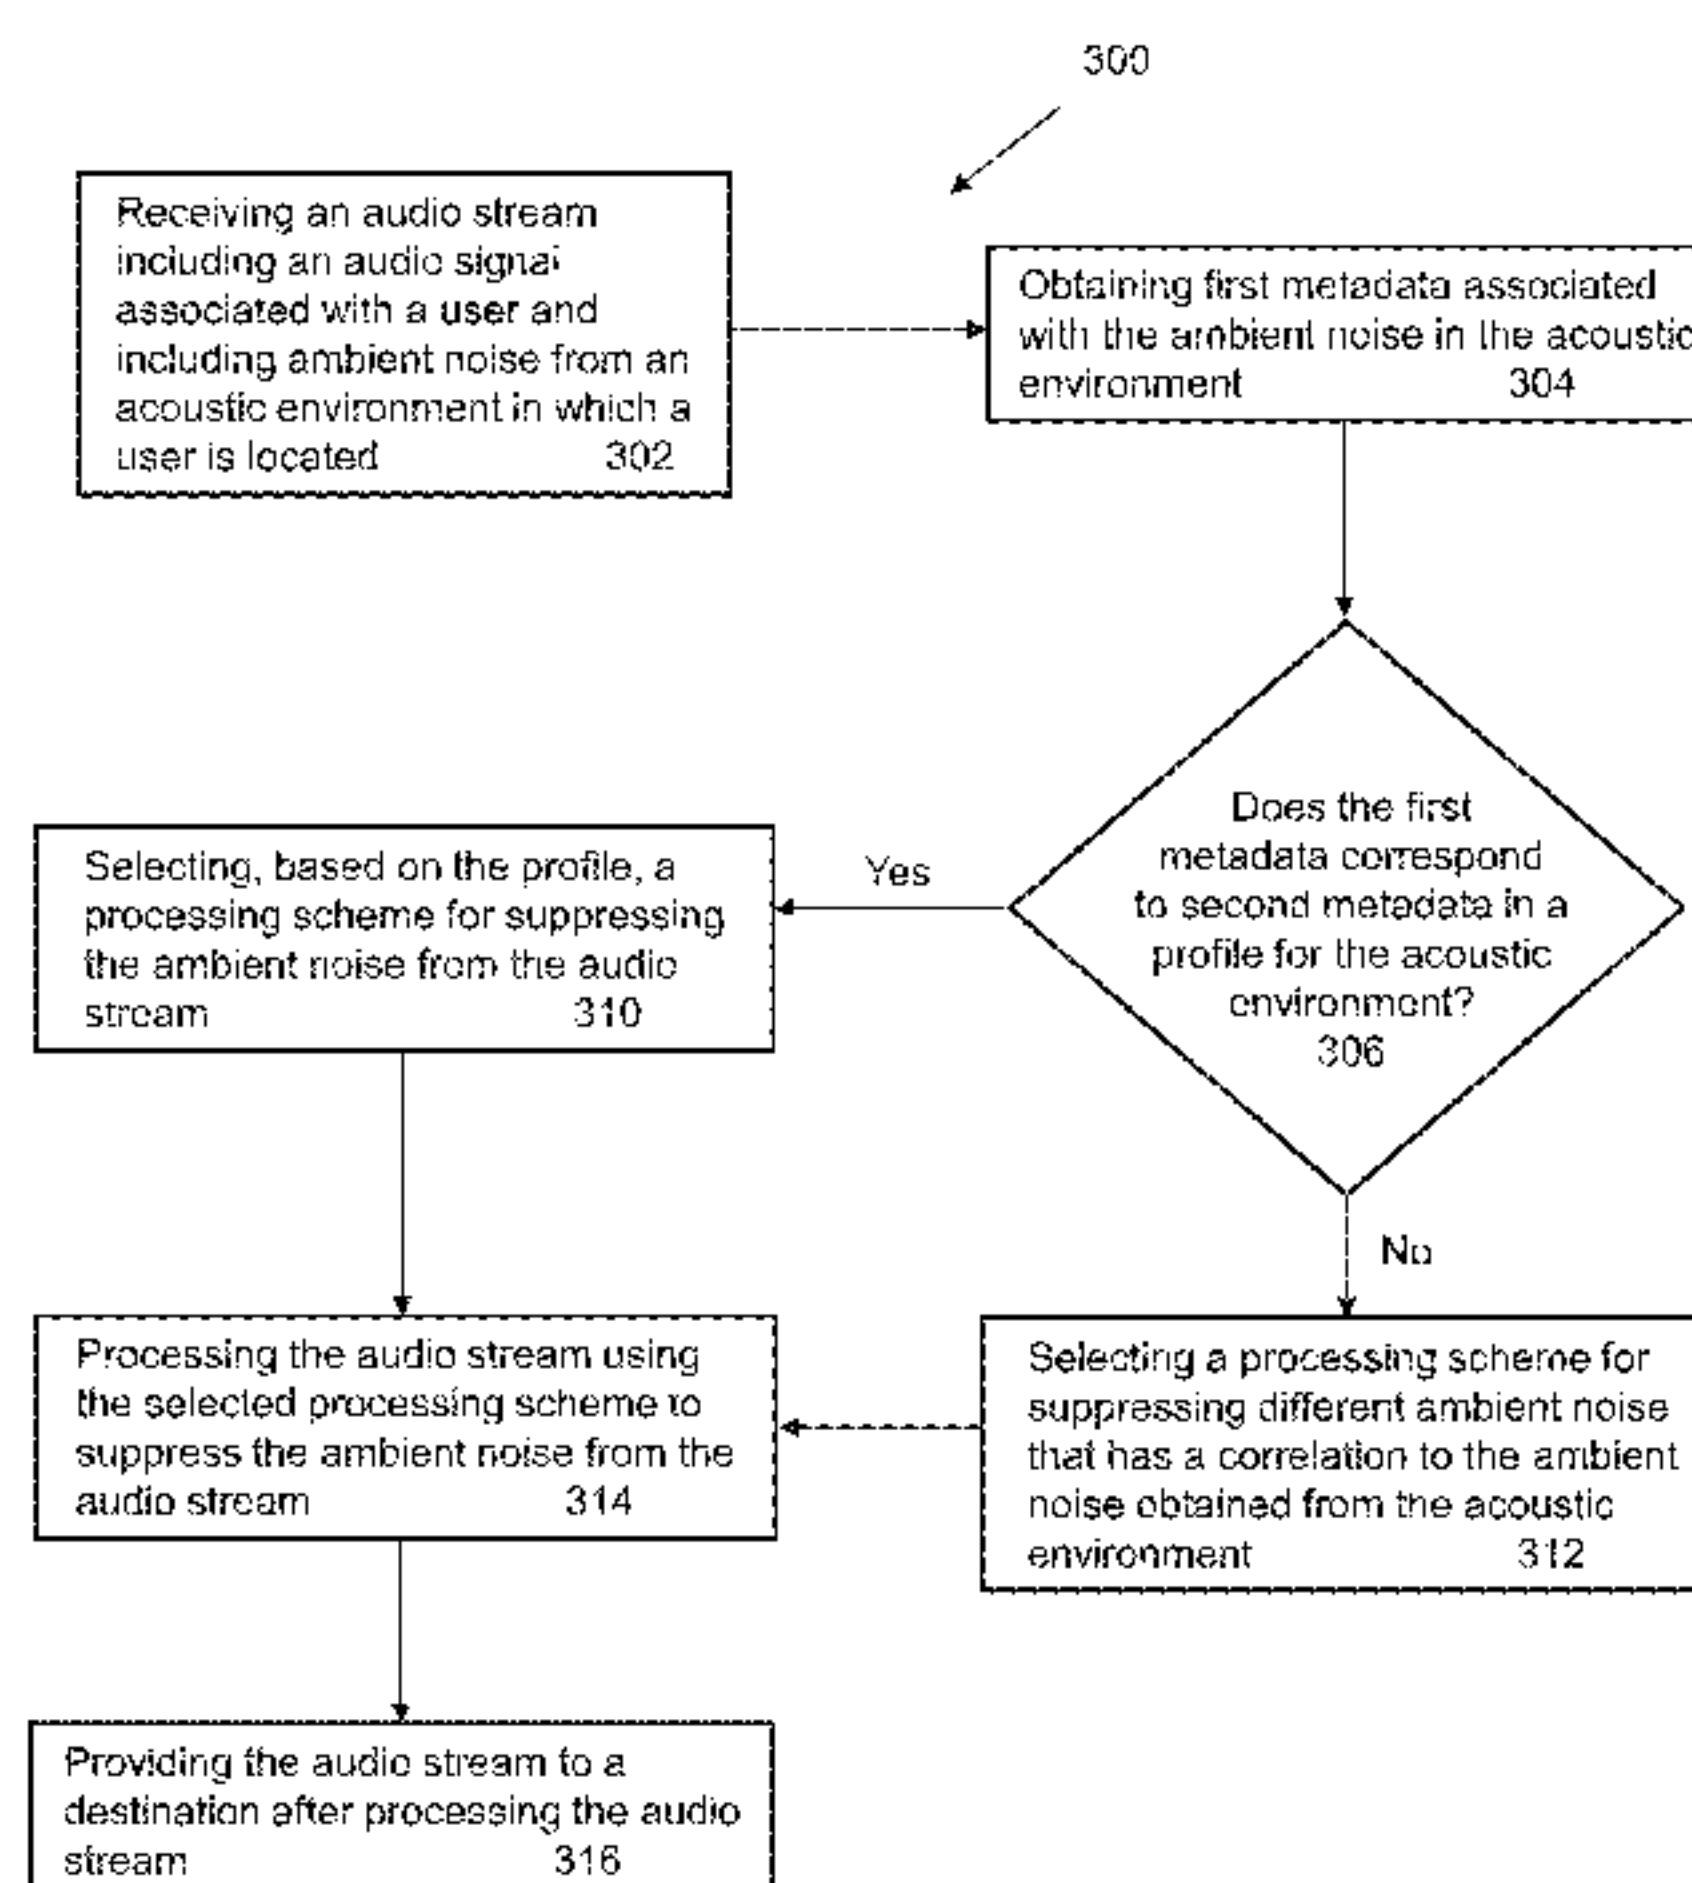 300
Receiving an audio stream
including an audio signal
associated with a user and
including ambient noise from an
acoustic environment in which a
user is located 302
Obtaining first metadata associated
with the ambient noise in the acoustic
environment 304
Does the first
metadata correspond
to second metadata in a
profile for the acoustic
environment?
306
Yes
Selecting, based on the profile, a
processing scheme for suppressing
the ambient noise from the audio
stream 310
No
Selecting a processing scheme for
suppressing different ambient noise
that has a correlation to the ambient
noise obtained from the acoustic
environment 312
Processing the audio stream using
the selected processing scheme to
suppress the ambient noise from the
audio stream 314
Providing the audio stream to a
destination after processing the audio
stream 316